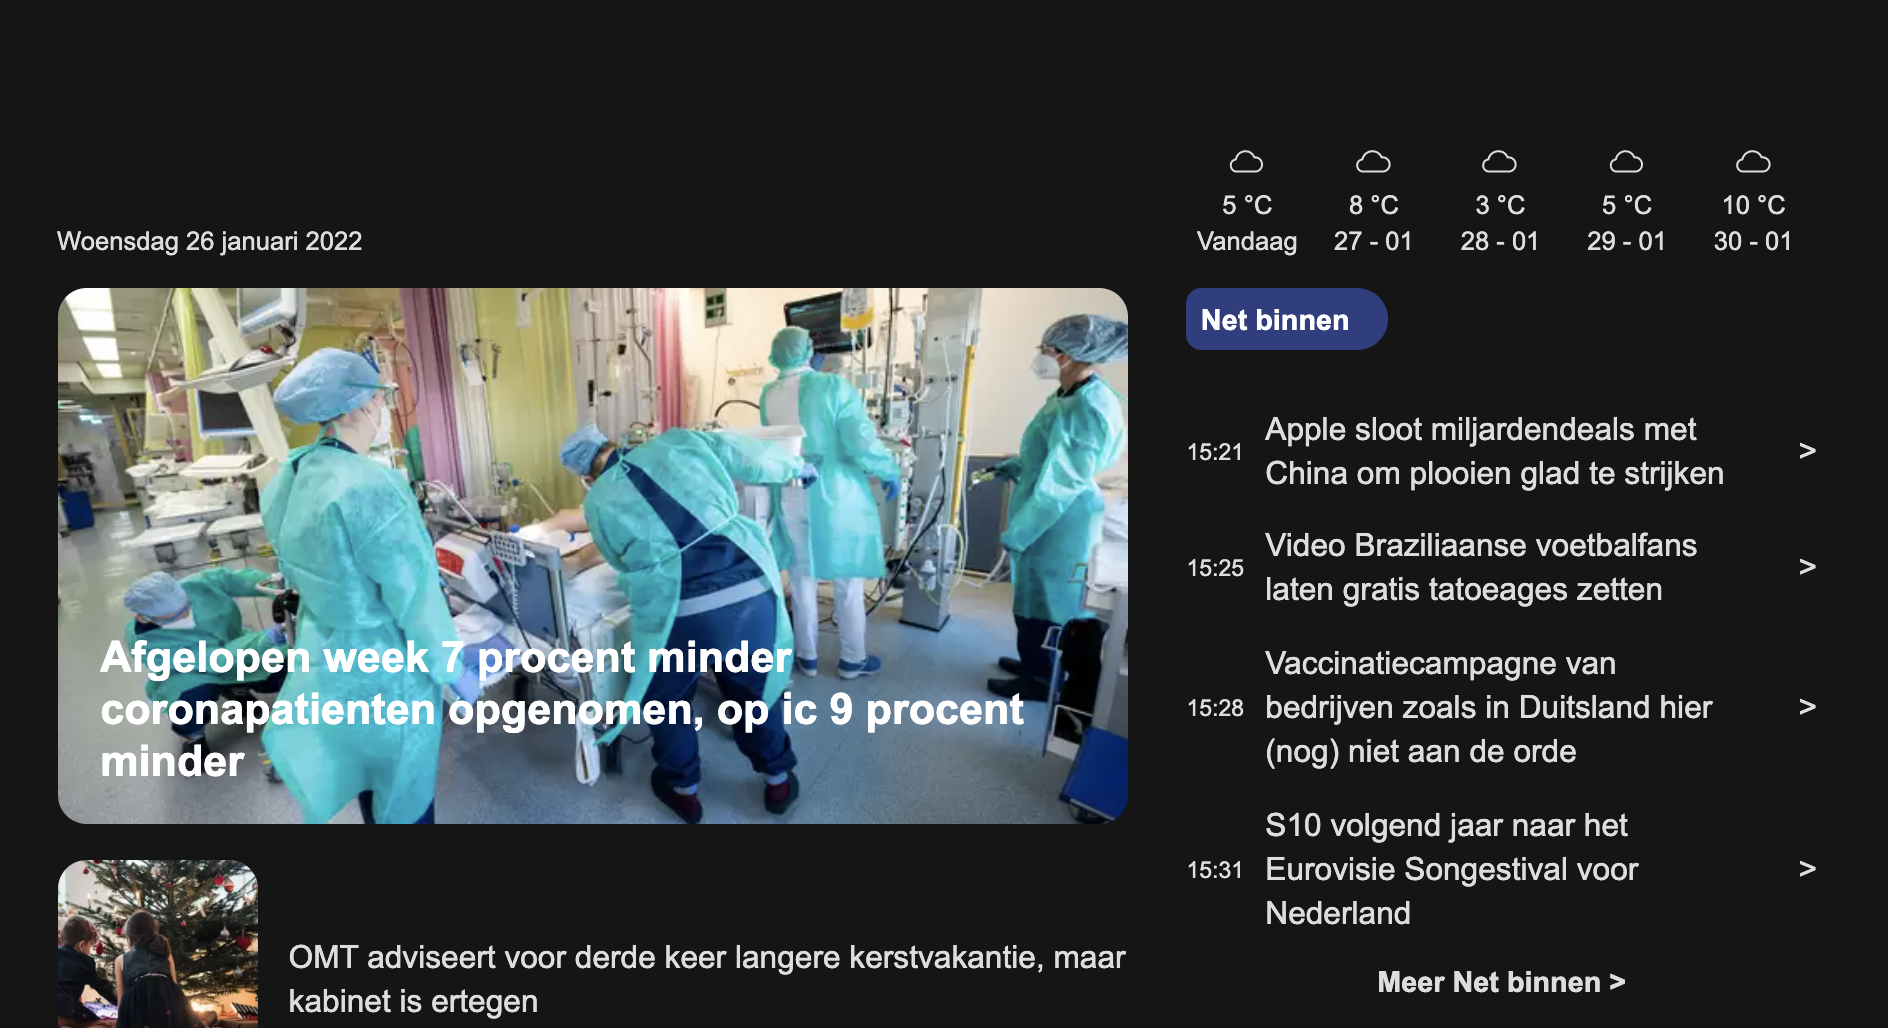 5 °C
8 °C
3 °C
5 °C
10 °C
Woensdag 26 januari 2022
Vandaag
27 - 01
28 - 01
29 - 01
30 - 01
Afgelopen week 7 procent minder
coronapatienten opgenomen, op ic 9 procent
minder
OMT adviseert voor derde keer langere kerstvakantie, maar
kabinet is ertegen
Net binnen
15:21
Apple sloot miljardendeals met
China om plooien glad te strijken
>
15:25
Video Braziliaanse voetbalfans
laten gratis tatoeages zetten
>
15:28
Vaccinatiecampagne van
bedrijven zoals in Duitsland hier
(nog) niet aan de orde
>
15:31
S10 volgend jaar naar het
Eurovisie Songestival voor
Nederland
>
Meer Net binnen >